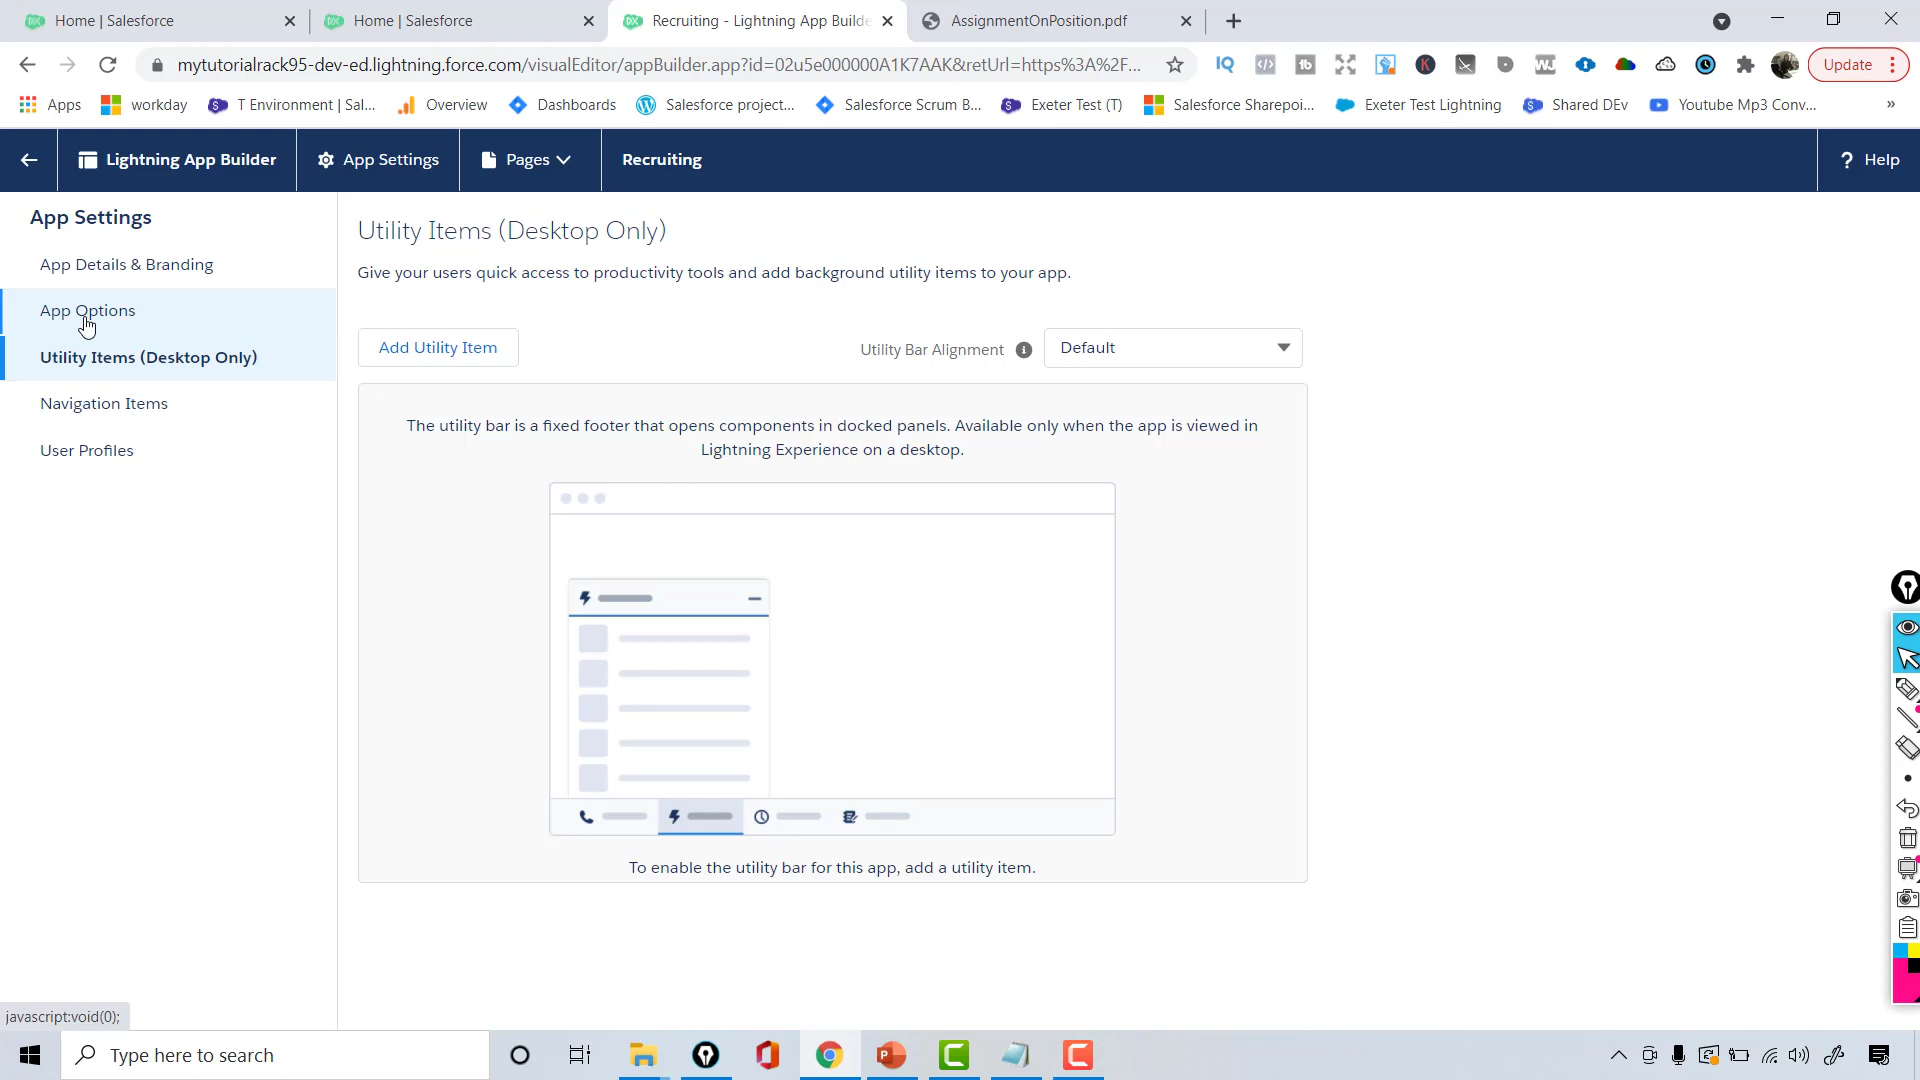 Home | Salesforce
Home | Salesforce
Recruiting - Lightning App Builde
AssignmentOnPosition.pdf
mytutorialrack95-dev-ed.lightning.force.com/visualEditor/appBuilder.app?id=02u5e000000A1K7AAK&retUrl=https%3A%2F...
Update
Apps
workday
T Environment | Sal...
Overview
Dashboards
Salesforce project...
Salesforce Scrum B...
Exeter Test (T)
Salesforce Sharepoi...
Exeter Test Lightning
Shared DEv
Youtube Mp3 Conv...
»
Lightning App Builder
App Settings
Pages
Recruiting
? Help
App Settings
App Details & Branding
App Options
Utility Items (Desktop Only)
Navigation Items
User Profiles
Utility Items (Desktop Only)
Give your users quick access to productivity tools and add background utility items to your app.
Add Utility Item
Utility Bar Alignment
Default
The utility bar is a fixed footer that opens components in docked panels. Available only when the app is viewed in
Lightning Experience on a desktop.
To enable the utility bar for this app, add a utility item.
javascript:void(0);
Type here to search